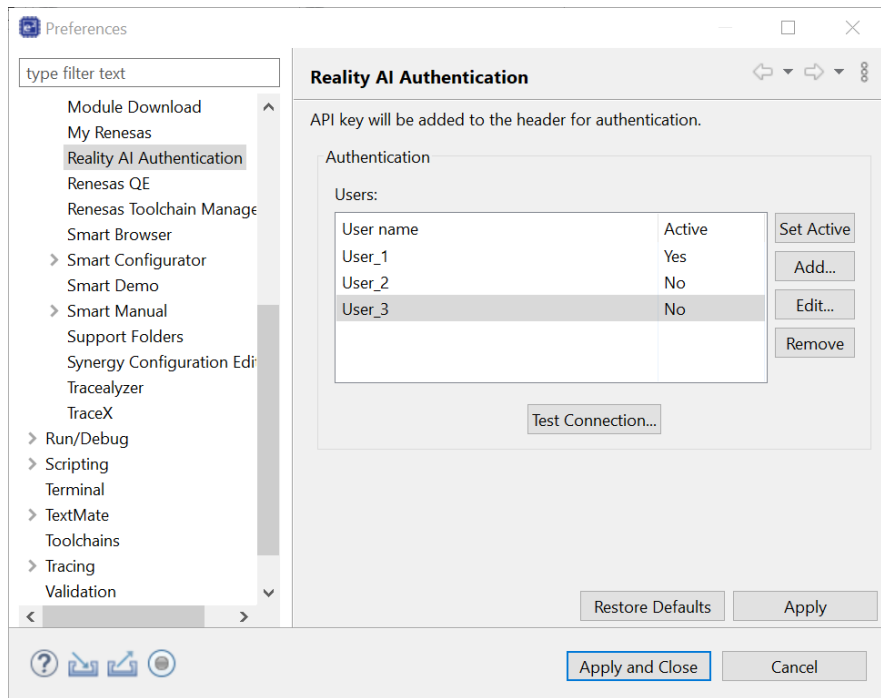 Preferences
type filter text
Module Download
My Renesas
Reality AI Authentication
Renesas QE
Renesas Toolchain Manage
Smart Browser
Smart Configurator
Smart Demo
Smart Manual
Support Folders
Synergy Configuration Edi
Tracealyzer
TraceX
Run/Debug
Scripting
Terminal
TextMate
Toolchains
Tracing
Validation
Reality AI Authentication
API key will be added to the header for authentication.
Authentication
Users:
User name Active
User_1 Yes
User_2 No
User_3 No
Set Active
Add...
Edit...
Remove
Test Connection...
Restore Defaults Apply
? Apply and Close Cancel